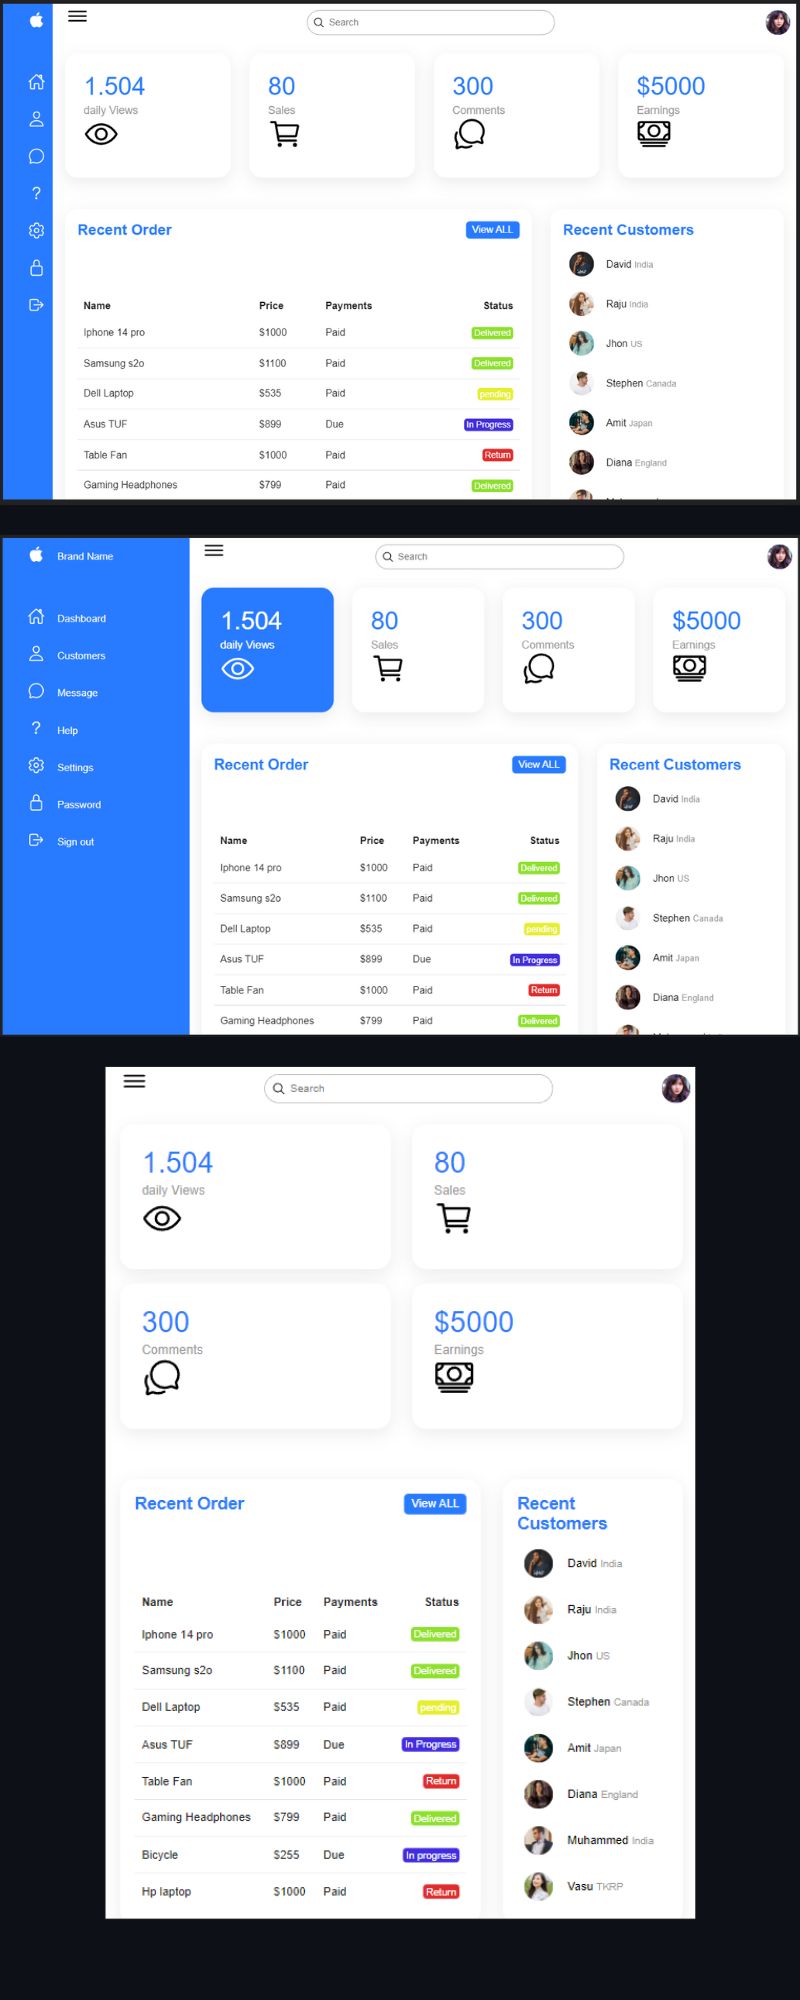 Search
1.504
daily Views
80
Sales
300
Comments
$5000
Earnings
Recent Order
View ALL
Name Price Payments Status
Iphone 14 pro $1000 Paid Delivered
Samsung s2o $1100 Paid Delivered
Dell Laptop $535 Paid pending
Asus TUF $899 Due In Progress
Table Fan $1000 Paid Return
Gaming Headphones $799 Paid Delivered
Recent Customers
David India
Raju India
Jhon US
Stephen Canada
Amit Japan
Diana England
Brand Name
Dashboard
Customers
Message
Help
Settings
Password
Sign out
Search
1.504
daily Views
80
Sales
300
Comments
$5000
Earnings
Recent Order
View ALL
Name Price Payments Status
Iphone 14 pro $1000 Paid Delivered
Samsung s2o $1100 Paid Delivered
Dell Laptop $535 Paid pending
Asus TUF $899 Due In Progress
Table Fan $1000 Paid Return
Gaming Headphones $799 Paid Delivered
Recent Customers
David India
Raju India
Jhon US
Stephen Canada
Amit Japan
Diana England
Search
1.504
daily Views
80
Sales
300
Comments
$5000
Earnings
Recent Order
View ALL
Name Price Payments Status
Iphone 14 pro $1000 Paid Delivered
Samsung s2o $1100 Paid Delivered
Dell Laptop $535 Paid pending
Asus TUF $899 Due In Progress
Table Fan $1000 Paid Return
Gaming Headphones $799 Paid Delivered
Bicycle $255 Due In progress
Hp laptop $1000 Paid Return
Recent
Customers
David India
Raju India
Jhon US
Stephen Canada
Amit Japan
Diana England
Muhammed India
Vasu TKRP